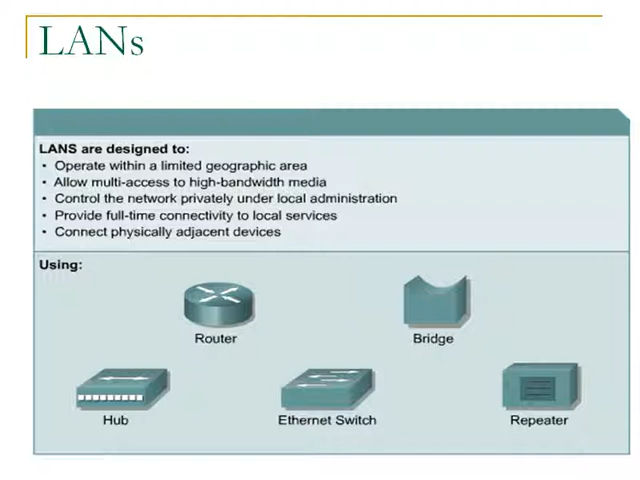 LANs
LANS are designed to:
• Operate within a limited geographic area
• Allow multi-access to high-bandwidth media
• Control the network privately under local administration
• Provide full-time connectivity to local services
• Connect physically adjacent devices
Using:
Router
Bridge
Hub
Ethernet Switch
Repeater